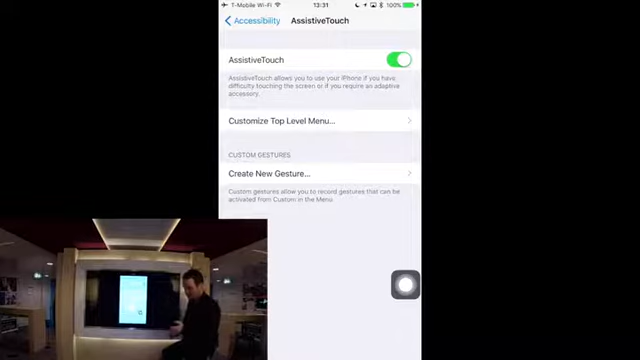 T-Mobile Wi-Fi 13:31 100%
Accessibility AssistiveTouch
AssistiveTouch
AssistiveTouch allows you to use your iPhone if you have
difficulty touching the screen or if you require an adaptive
accessory.
Customize Top Level Menu...
CUSTOM GESTURES
Create New Gesture...
Custom gestures allow you to record gestures that can be
activated from Custom in the Menu.